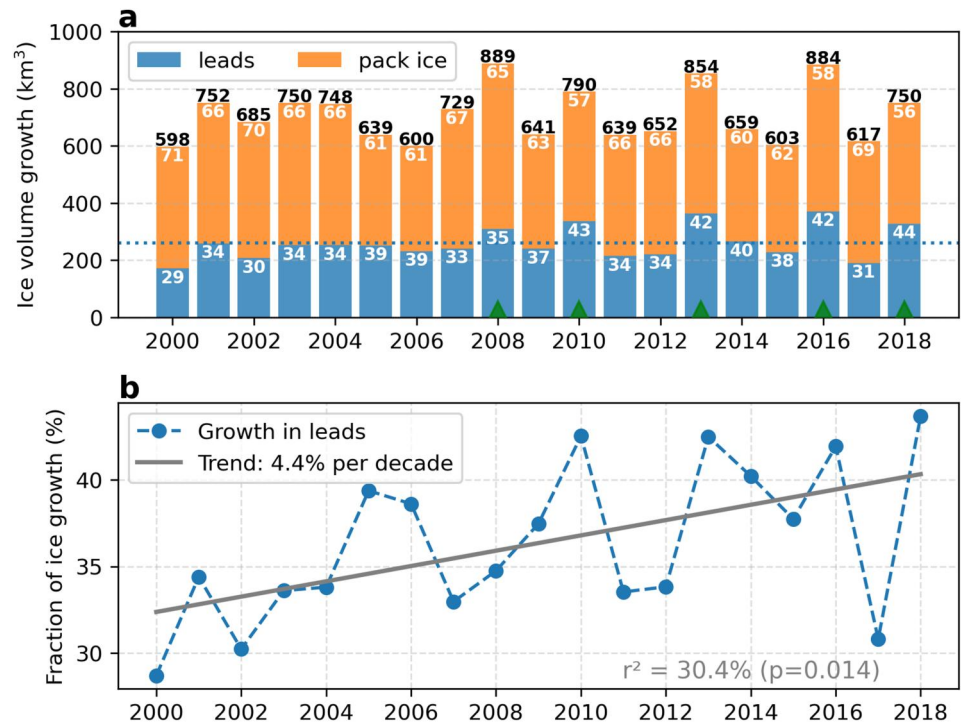 a
Ice volume growth (km³)
1000
800
600
400
200
0
leads
pack ice
598 752 685 750 748 639 600 729 889 641 790 639 652 854 659 603 884 617 750
71 66 70 66 66 61 61 67 65 63 57 66 66 58 60 62 58 69 56
29 34 30 34 34 39 39 33 35 37 43 34 34 42 40 38 42 31 44
2000 2002 2004 2006 2008 2010 2012 2014 2016 2018
b
Fraction of ice growth (%)
40
35
30
Growth in leads
Trend: 4.4% per decade
r² = 30.4% (p=0.014)
2000 2002 2004 2006 2008 2010 2012 2014 2016 2018